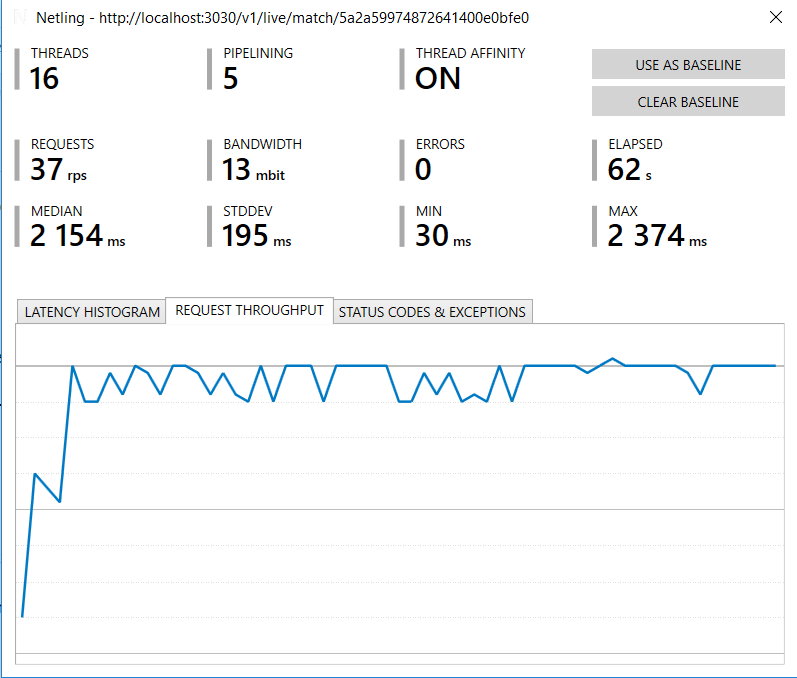 Netling - http://localhost:3030/v1/live/match/5a2a59974872641400e0bfe0
THREADS
16
PIPELINING
5
THREAD AFFINITY
ON
USE AS BASELINE
CLEAR BASELINE
REQUESTS
37 rps
BANDWIDTH
13 mbit
ERRORS
0
ELAPSED
62 s
MEDIAN
2 154 ms
STDDEV
195 ms
MIN
30 ms
MAX
2 374 ms
LATENCY HISTOGRAM
REQUEST THROUGHPUT
STATUS CODES & EXCEPTIONS